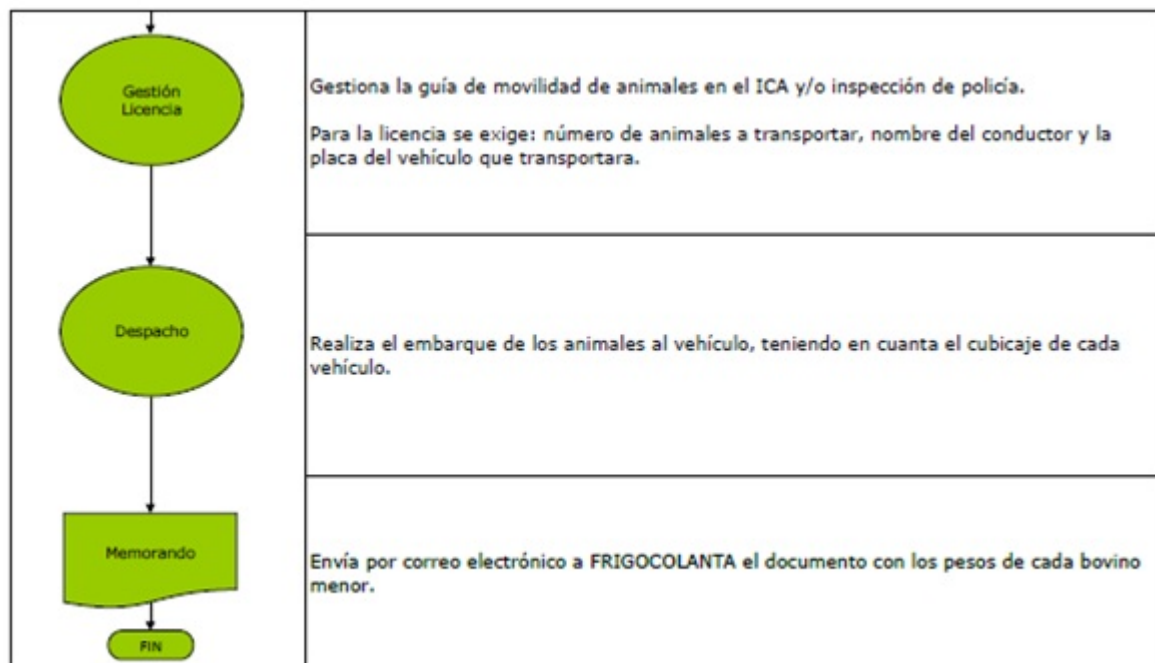 Gestión
Licencia
Gestiona la guía de movilidad de animales en el ICA y/o inspección de policía.
Para la licencia se exige: número de animales a transportar, nombre del conductor y la
placa del vehículo que transportara.
Despacho
Realiza el embarque de los animales al vehículo, teniendo en cuanta el cubicaje de cada
vehículo.
Memorando
Envía por correo electrónico a FRIGOCOLANTA el documento con los pesos de cada bovino
menor.
FIN